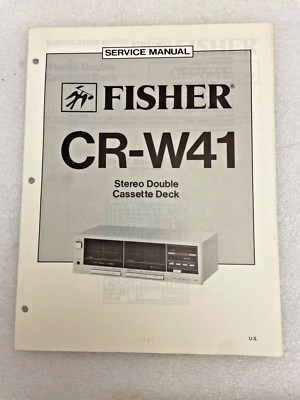 SERVICE MANUAL
FISHER®
CR-W41
Stereo Double
Cassette Deck
U.S.